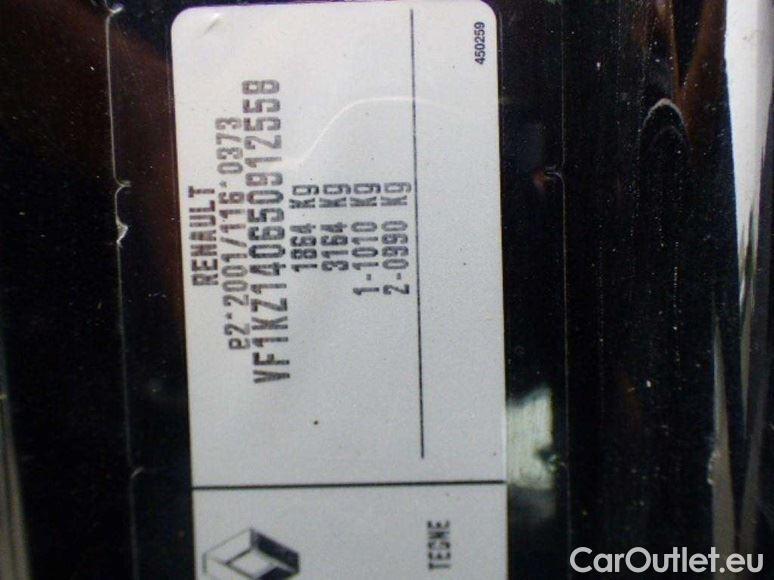 RENAULT
e2*2001/116*0373
VF1KZ140650912558
1864 Kg
3164 Kg
1-1010 Kg
2-0990 Kg
450259
TECNE
CarOutlet.eu